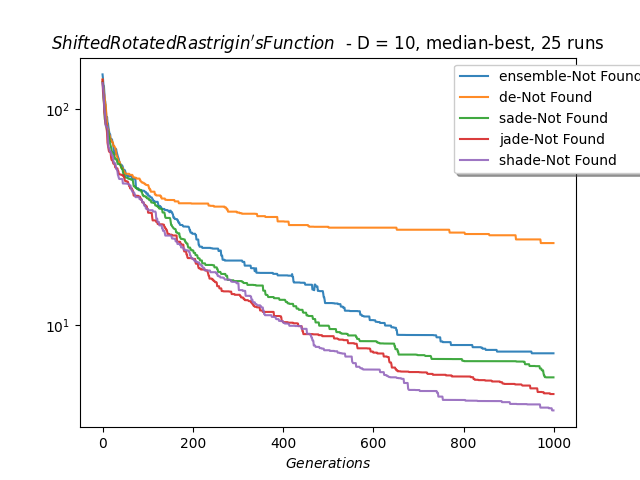 ShiftedRotatedRastrigin'sFunction - D = 10, median-best, 25 runs
ensemble-Not Found
de-Not Found
sade-Not Found
jade-Not Found
shade-Not Found
10²
10¹
0 200 400 600 800 1000
Generations